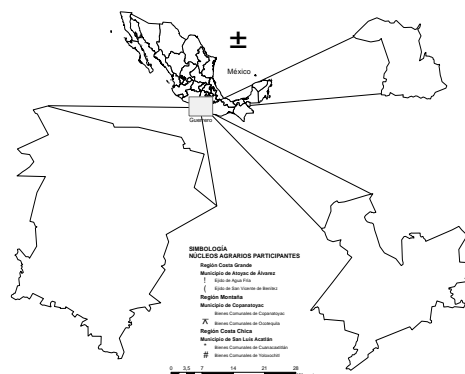 ±
México
Guerrero
SIMBOLOGÍA
NÚCLEOS AGRARIOS PARTICIPANTES
Región Costa Grande
Municipio de Atoyac de Álvarez
! Ejido de Agua Fría
( Ejido de San Vicente de Benítez
Región Montaña
Municipio de Copanatoyac
Bienes Comunales de Copanatoyac
Bienes Comunales de Ocotequila
Región Costa Chica
Municipio de San Luis Acatlán
* Bienes Comunales de Cuanacaxtitlán
# Bienes Comunales de Yoloxóchitl
0 3,5 7 14 21 28